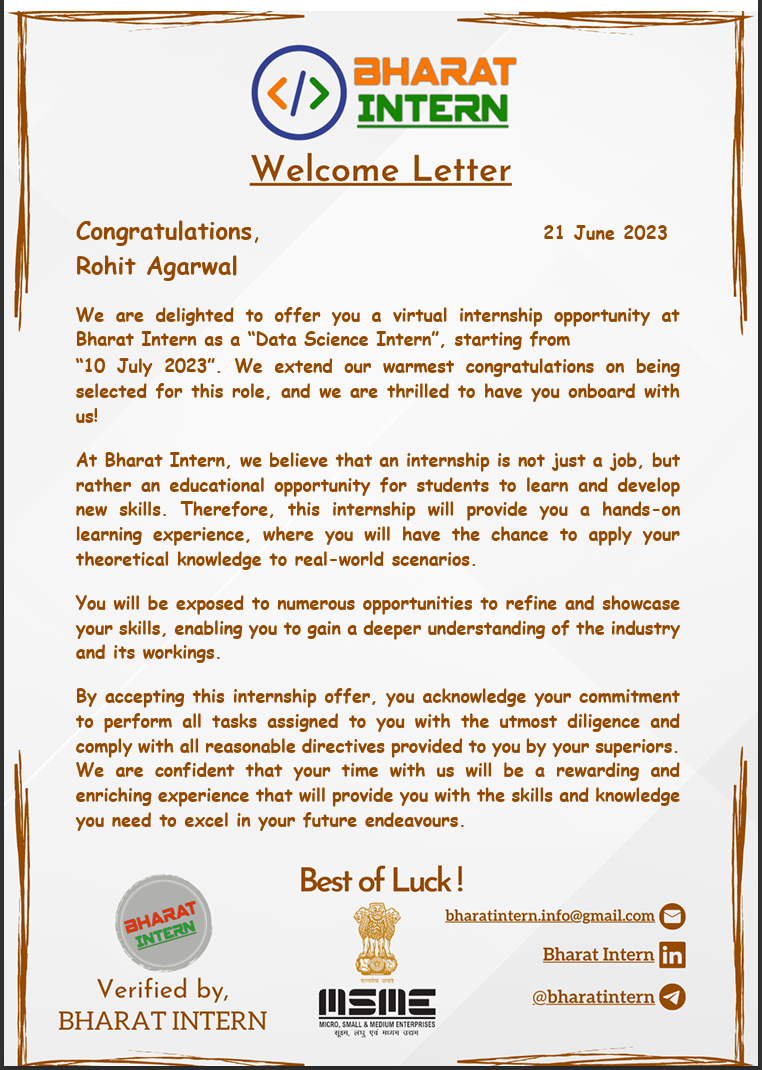 BHARAT
INTERN
Welcome Letter
Congratulations,
21 June 2023
Rohit Agarwal
We are delighted to offer you a virtual internship opportunity at
Bharat Intern as a “Data Science Intern”, starting from
“10 July 2023”. We extend our warmest congratulations on being
selected for this role, and we are thrilled to have you onboard with
us!
At Bharat Intern, we believe that an internship is not just a job, but
rather an educational opportunity for students to learn and develop
new skills. Therefore, this internship will provide you a hands-on
learning experience, where you will have the chance to apply your
theoretical knowledge to real-world scenarios.
You will be exposed to numerous opportunities to refine and showcase
your skills, enabling you to gain a deeper understanding of the industry
and its workings.
By accepting this internship offer, you acknowledge your commitment
to perform all tasks assigned to you with the utmost diligence and
comply with all reasonable directives provided to you by your superiors.
We are confident that your time with us will be a rewarding and
enriching experience that will provide you with the skills and knowledge
you need to excel in your future endeavours.
Best of Luck !
BHARAT
INTERN
Verified by,
BHARAT INTERN
सत्यमेव जयते
MSME
MICRO, SMALL & MEDIUM ENTERPRISES
सूक्ष्म, लघु एवं मध्यम उद्यम
bharatintern.info@gmail.com
Bharat Intern
in
@bharatintern